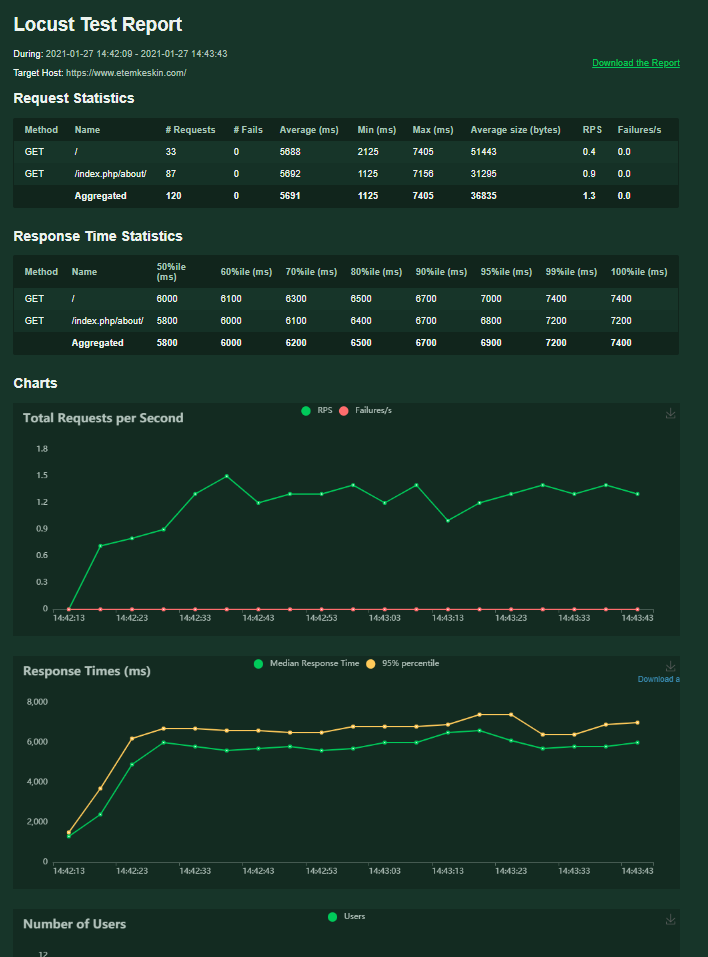 Locust Test Report
During: 2021-01-27 14:42:09 - 2021-01-27 14:43:43
Download the Report
Target Host: https://www.etemkeskin.com/
Request Statistics
Method Name # Requests # Fails Average (ms) Min (ms) Max (ms) Average size (bytes) RPS Failures/s
GET / 33 0 5688 2125 7405 51443 0.4 0.0
GET /index.php/about/ 87 0 5692 1125 7156 31295 0.9 0.0
Aggregated 120 0 5691 1125 7405 36835 1.3 0.0
Response Time Statistics
Method Name 50%ile (ms) 60%ile (ms) 70%ile (ms) 80%ile (ms) 90%ile (ms) 95%ile (ms) 99%ile (ms) 100%ile (ms)
GET / 6000 6100 6300 6500 6700 7000 7400 7400
GET /index.php/about/ 5800 6000 6100 6400 6700 6800 7200 7200
Aggregated 5800 6000 6200 6500 6700 6900 7200 7400
Charts
Total Requests per Second
RPS Failures/s
1.8
1.5
1.2
0.9
0.6
0.3
0
14:42:13 14:42:23 14:42:33 14:42:43 14:42:53 14:43:03 14:43:13 14:43:23 14:43:33 14:43:43
Response Times (ms)
Median Response Time 95% percentile
Download a
8,000
6,000
4,000
2,000
0
14:42:13 14:42:23 14:42:33 14:42:43 14:42:53 14:43:03 14:43:13 14:43:23 14:43:33 14:43:43
Number of Users
Users
12